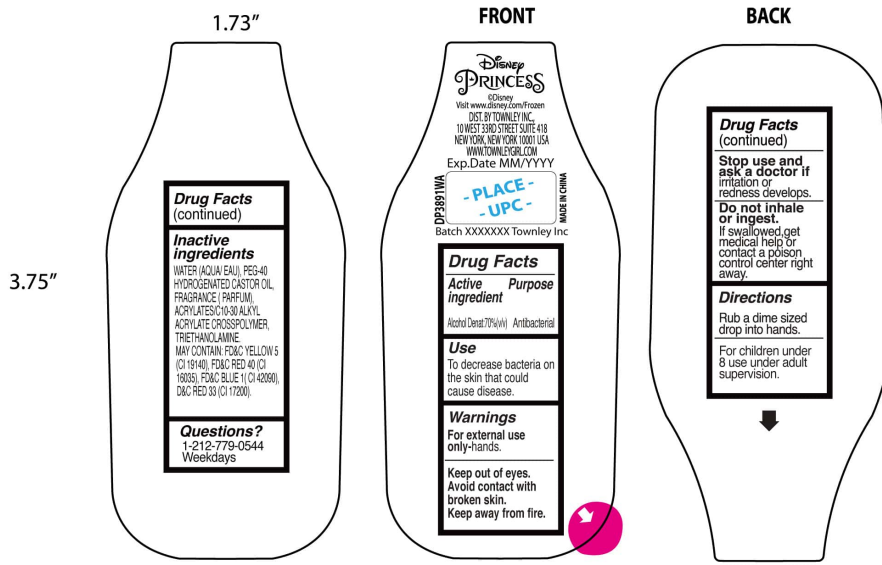 1.73”
3.75”
Drug Facts
(continued)
Inactive
ingredients
WATER (AQUA/ EAU), PEG-40
HYDROGENATED CASTOR OIL,
FRAGRANCE ( PARFUM),
ACRYLATES/C10-30 ALKYL
ACRYLATE CROSSPOLYMER,
TRIETHANOLAMINE.
MAY CONTAIN: FD&C YELLOW 5
(CI 19140), FD&C RED 40 (CI
16035), FD&C BLUE 1( CI 42090),
D&C RED 33 (CI 17200).
Questions?
1-212-779-0544
Weekdays
FRONT
Disney
PRINCESS
©Disney
Visit www.disney.com/Frozen
DIST. BY TOWNLEY INC.,
10 WEST 33RD STREET SUITE 418
NEW YORK, NEW YORK 10001 USA
WWW.TOWNLEYGIRL.COM
Exp.Date MM/YYYY
DP3891WA
- PLACE -
- UPC -
MADE IN CHINA
Batch XXXXXXX Townley Inc
Drug Facts
Active Purpose
ingredient
Alcohol Denat.70%(v/v) Antibacterial
Use
To decrease bacteria on
the skin that could
cause disease.
Warnings
For external use
only-hands.
Keep out of eyes.
Avoid contact with
broken skin.
Keep away from fire.
BACK
Drug Facts
(continued)
Stop use and
ask a doctor if
irritation or
redness develops.
Do not inhale
or ingest.
If swallowed,get
medical help or
contact a poison
control center right
away.
Directions
Rub a dime sized
drop into hands.
For children under
8 use under adult
supervision.